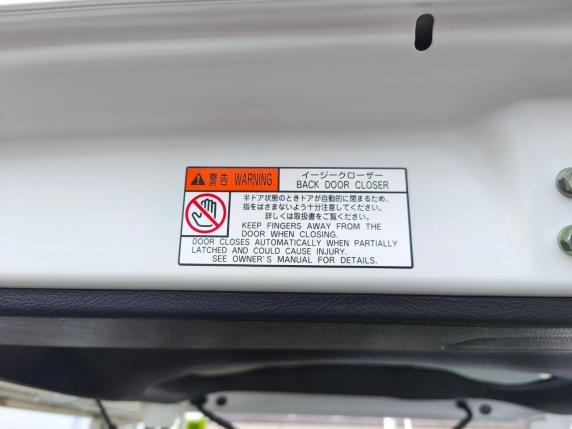 警告 WARNING
イージークローザー
BACK DOOR CLOSER
半ドア状態のときドアが自動的に閉まるため、
指をはさまないよう十分注意してください。
詳しくは取扱書をご覧ください。
KEEP FINGERS AWAY FROM THE
DOOR WHEN CLOSING.
DOOR CLOSES AUTOMATICALLY WHEN PARTIALLY
LATCHED AND COULD CAUSE INJURY.
SEE OWNER'S MANUAL FOR DETAILS.